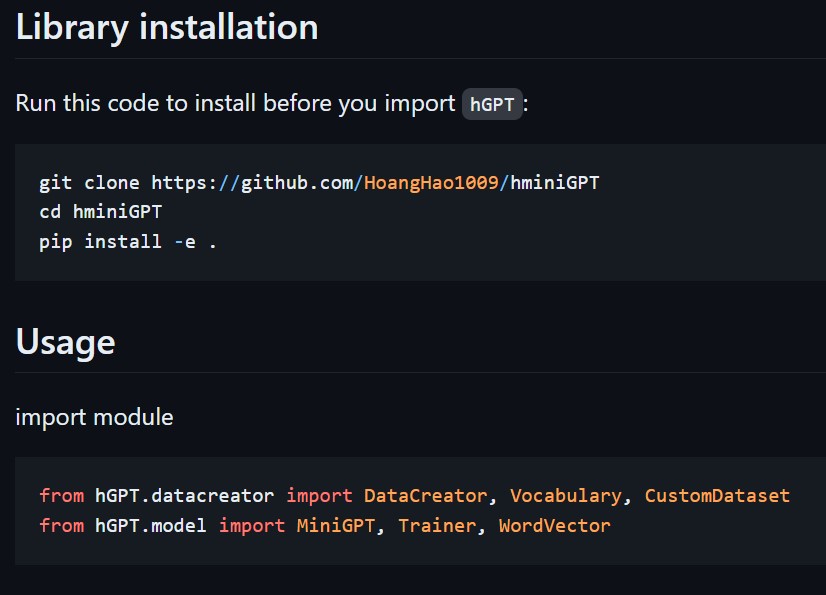 Library installation
Run this code to install before you import hGPT:
git clone https://github.com/HoangHao1009/hminiGPT
cd hminiGPT
pip install -e .
Usage
import module
from hGPT.datacreator import DataCreator, Vocabulary, CustomDataset
from hGPT.model import MiniGPT, Trainer, WordVector